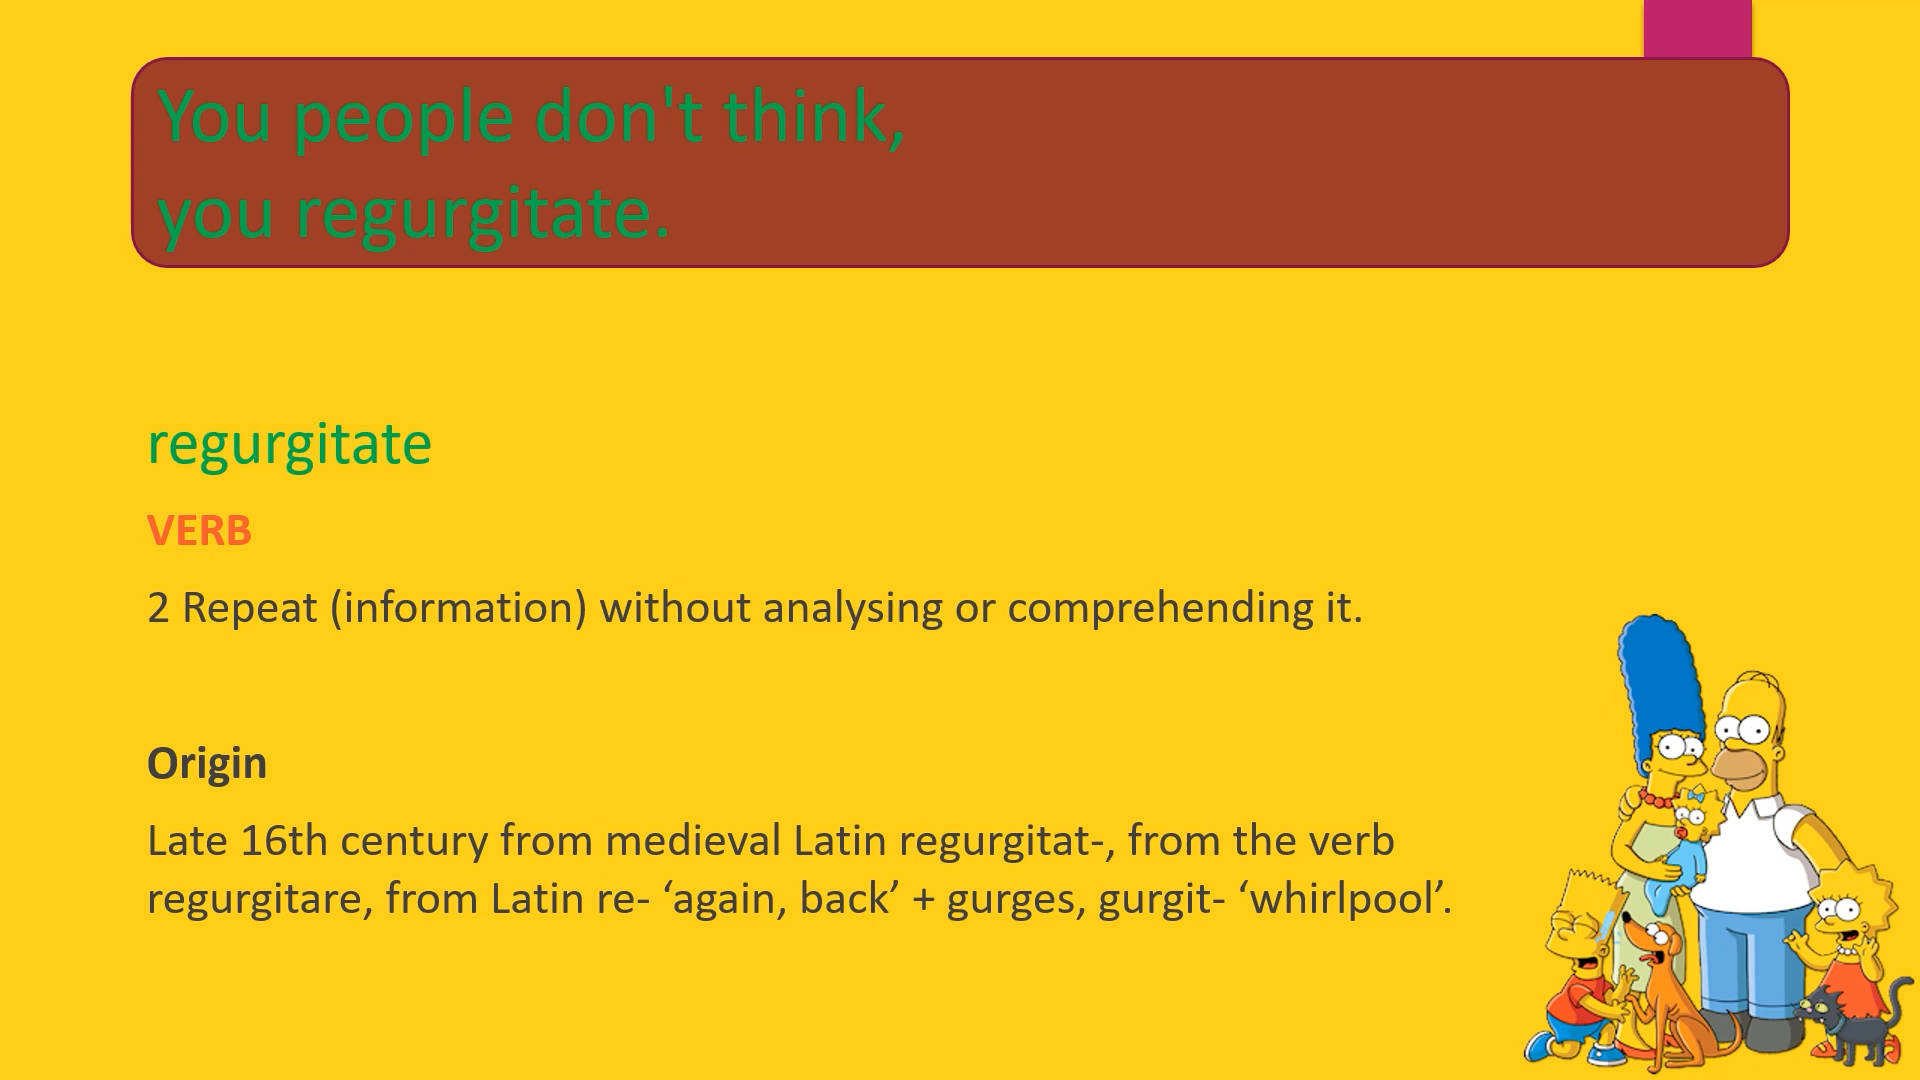 You people don't think,
you regurgitate.
regurgitate
VERB
2 Repeat (information) without analysing or comprehending it.
Origin
Late 16th century from medieval Latin regurgitat-, from the verb
regurgitare, from Latin re- ‘again, back’ + gurges, gurgit- ‘whirlpool’.